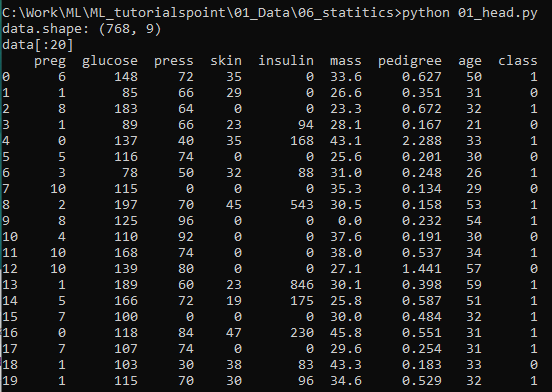 C:\Work\ML\ML_tutorialspoint\01_Data\06_statitics>python 01_head.py
data.shape: (768, 9)
data[:20]
    preg  glucose  press  skin  insulin  mass  pedigree  age  class
0      6      148     72    35        0  33.6     0.627   50      1
1      1       85     66    29        0  26.6     0.351   31      0
2      8      183     64     0        0  23.3     0.672   32      1
3      1       89     66    23       94  28.1     0.167   21      0
4      0      137     40    35      168  43.1     2.288   33      1
5      5      116     74     0        0  25.6     0.201   30      0
6      3       78     50    32       88  31.0     0.248   26      1
7     10      115      0     0        0  35.3     0.134   29      0
8      2      197     70    45      543  30.5     0.158   53      1
9      8      125     96     0        0   0.0     0.232   54      1
10     4      110     92     0        0  37.6     0.191   30      0
11    10      168     74     0        0  38.0     0.537   34      1
12    10      139     80     0        0  27.1     1.441   57      0
13     1      189     60    23      846  30.1     0.398   59      1
14     5      166     72    19      175  25.8     0.587   51      1
15     7      100      0     0        0  30.0     0.484   32      1
16     0      118     84    47      230  45.8     0.551   31      1
17     7      107     74     0        0  29.6     0.254   31      1
18     1      103     30    38       83  43.3     0.183   33      0
19     1      115     70    30       96  34.6     0.529   32      1